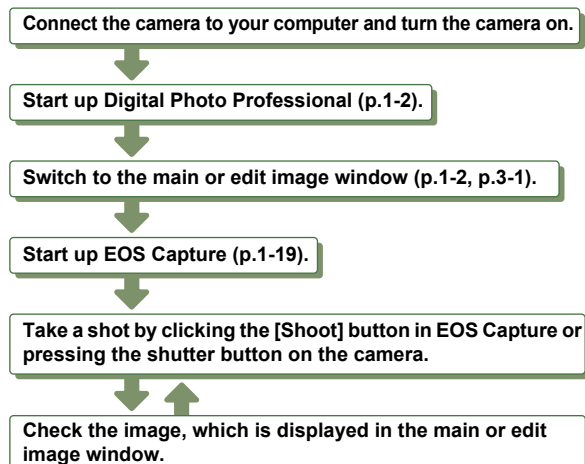 Connect the camera to your computer and turn the camera on.
Start up Digital Photo Professional (p.1-2).
Switch to the main or edit image window (p.1-2, p.3-1).
Start up EOS Capture (p.1-19).
Take a shot by clicking the [Shoot] button in EOS Capture or
pressing the shutter button on the camera.
Check the image, which is displayed in the main or edit
image window.